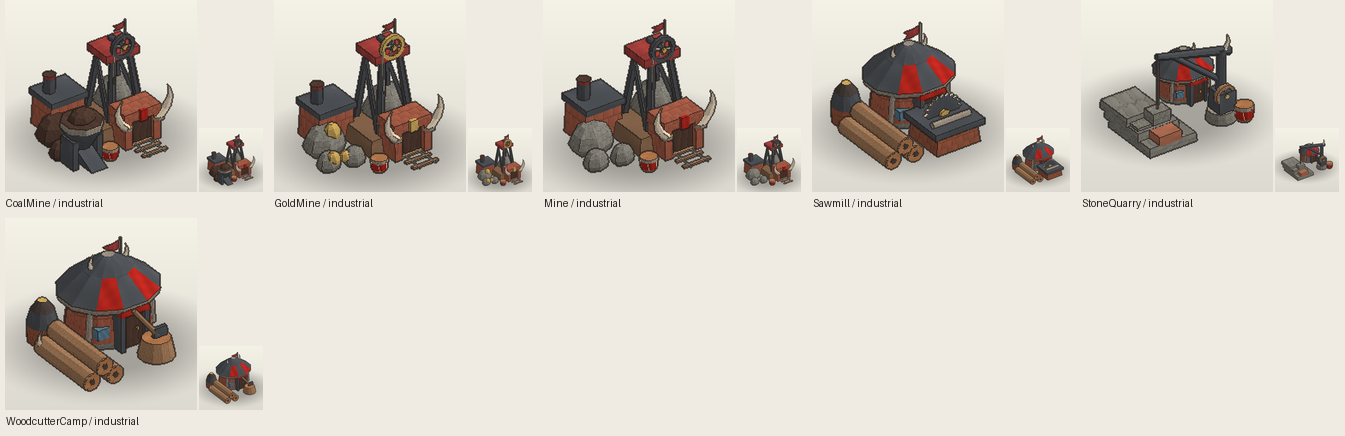 CoalMine / industrial
GoldMine / industrial
Mine / industrial
Sawmill / industrial
StoneQuarry / industrial
WoodcutterCamp / industrial